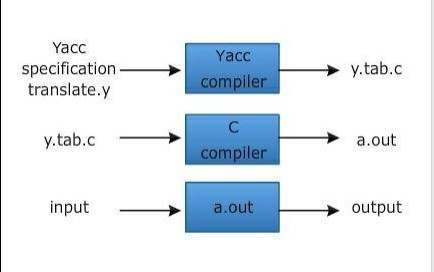 Yacc
specification
translate.y
Yacc
compiler
y.tab.c
y.tab.c
C
compiler
a.out
input
a.out
output